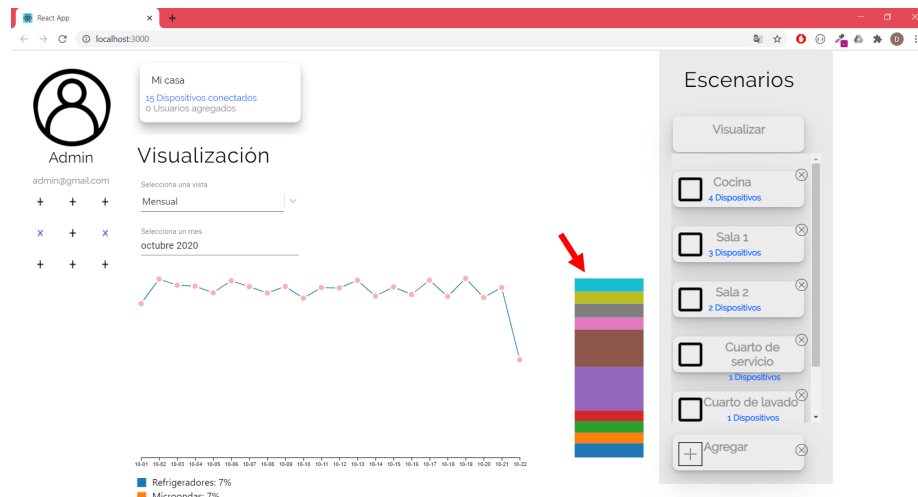 React App
localhost:3000
D
Admin
admin@gmail.com
Mi casa
15 Dispositivos conectados
0 Usuarios agregados
Visualización
Selecciona una vista
Mensual
Selecciona un mes
octubre 2020
10-01 10-02 10-03 10-04 10-05 10-06 10-07 10-08 10-09 10-10 10-11 10-12 10-13 10-14 10-15 10-16 10-17 10-18 10-19 10-20 10-21 10-22
Refrigeradores: 7%
Microondas: 7%
Escenarios
Visualizar
Cocina
4 Dispositivos
Sala 1
3 Dispositivos
Sala 2
2 Dispositivos
Cuarto de
servicio
1 Dispositivos
Cuarto de lavado
1 Dispositivos
Agregar